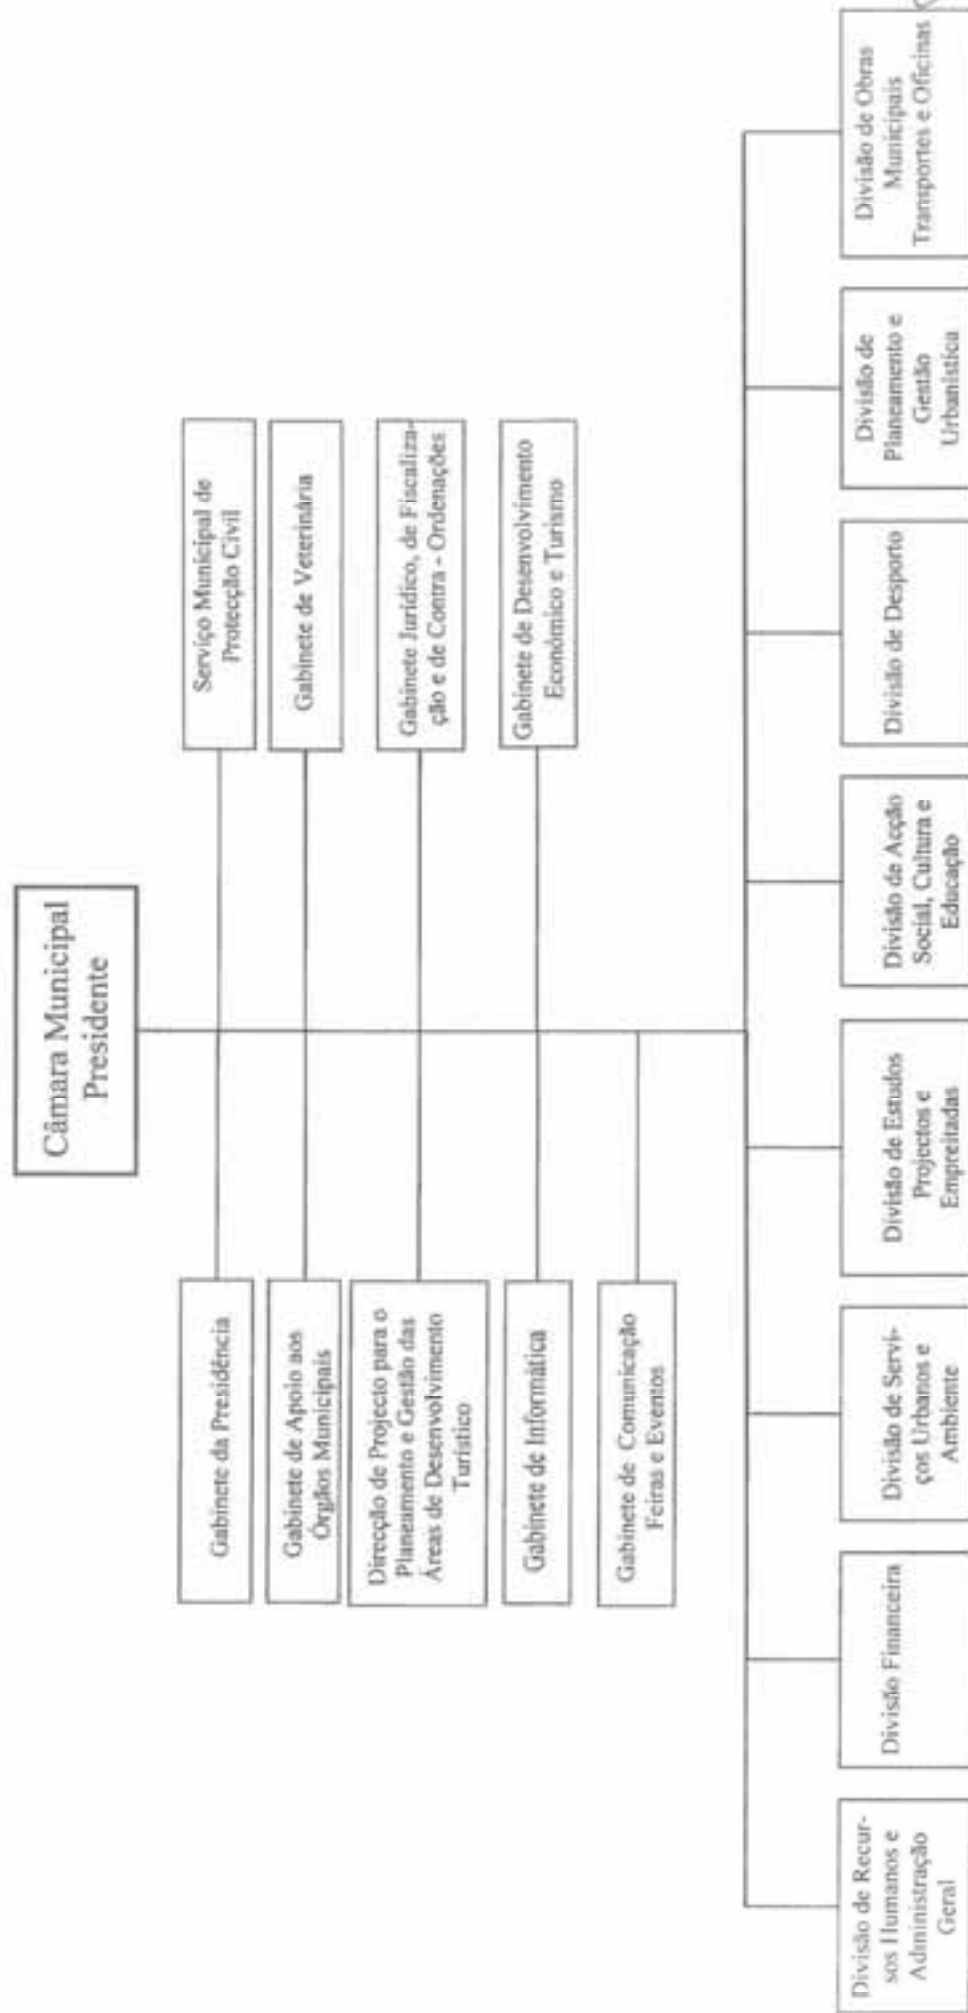 Câmara Municipal
Presidente
Gabinete da Presidência
Serviço Municipal de
Protecção Civil
Gabinete de Apoio aos
Órgãos Municipais
Gabinete de Veterinária
Direcção de Projecto para o
Planeamento e Gestão das
Áreas de Desenvolvimento
Turístico
Gabinete Jurídico, de Fiscaliza-
ção e de Contra - Ordenações
Gabinete de Informática
Gabinete de Desenvolvimento
Económico e Turismo
Gabinete de Comunicação
Feiras e Eventos
Divisão de Recur-
sos Humanos e
Administração
Geral
Divisão Financeira
Divisão de Servi-
ços Urbanos e
Ambiente
Divisão de Estudos
Projectos e
Empreitadas
Divisão de Acção
Social, Cultura e
Educação
Divisão de Desporto
Divisão de
Planeamento e
Gestão
Urbanística
Divisão de Obras
Municipais
Transportes e Oficinas